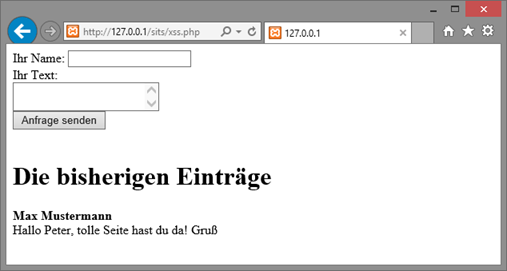 http://127.0.0.1/sits/xss.php
127.0.0.1
Ihr Name:
Ihr Text:
Anfrage senden
Die bisherigen Einträge
Max Mustermann
Hallo Peter, tolle Seite hast du da! Gruß